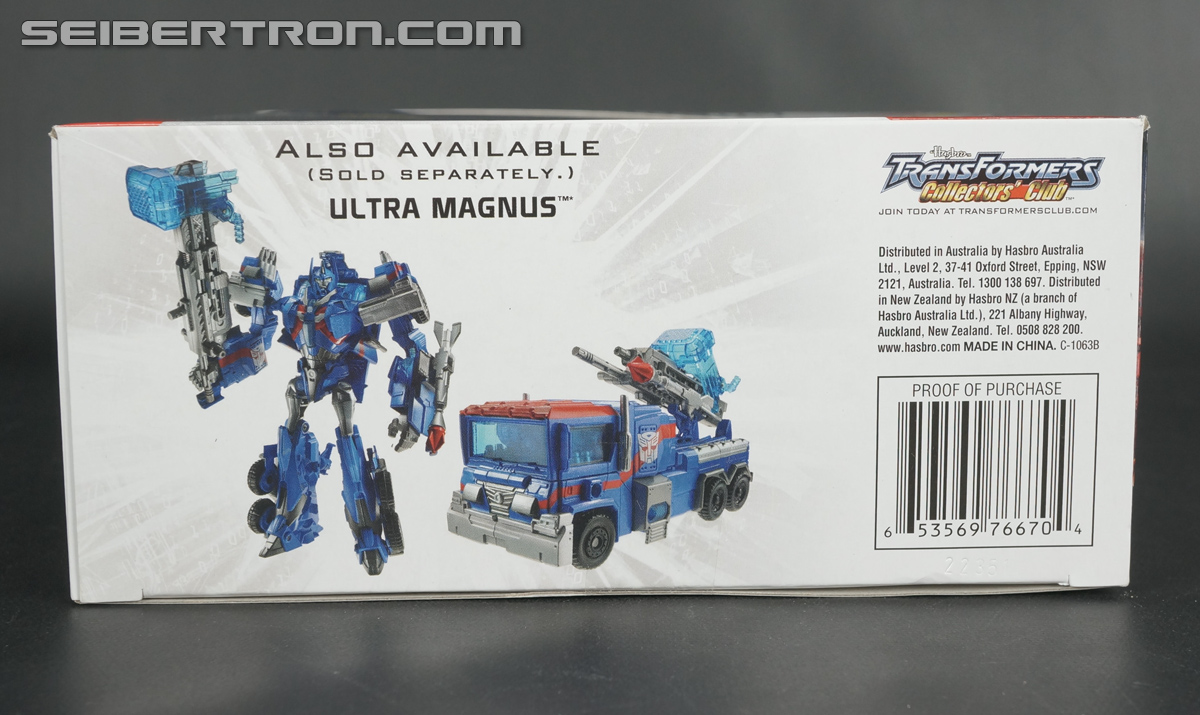 SEIBERTRON.com
ALSO AVAILABLE
(SOLD SEPARATELY.)
ULTRA MAGNUS™*
Hasbro
TRANSFORMERS
Collectors' Club™
JOIN TODAY AT TRANSFORMERSCLUB.COM
Distributed in Australia by Hasbro Australia
Ltd., Level 2, 37-41 Oxford Street, Epping, NSW
2121, Australia. Tel. 1300 138 697. Distributed
in New Zealand by Hasbro NZ (a branch of
Hasbro Australia Ltd.), 221 Albany Highway,
Auckland, New Zealand. Tel. 0508 828 200.
www.hasbro.com MADE IN CHINA. C-1063B
PROOF OF PURCHASE
6 53569 76670 4